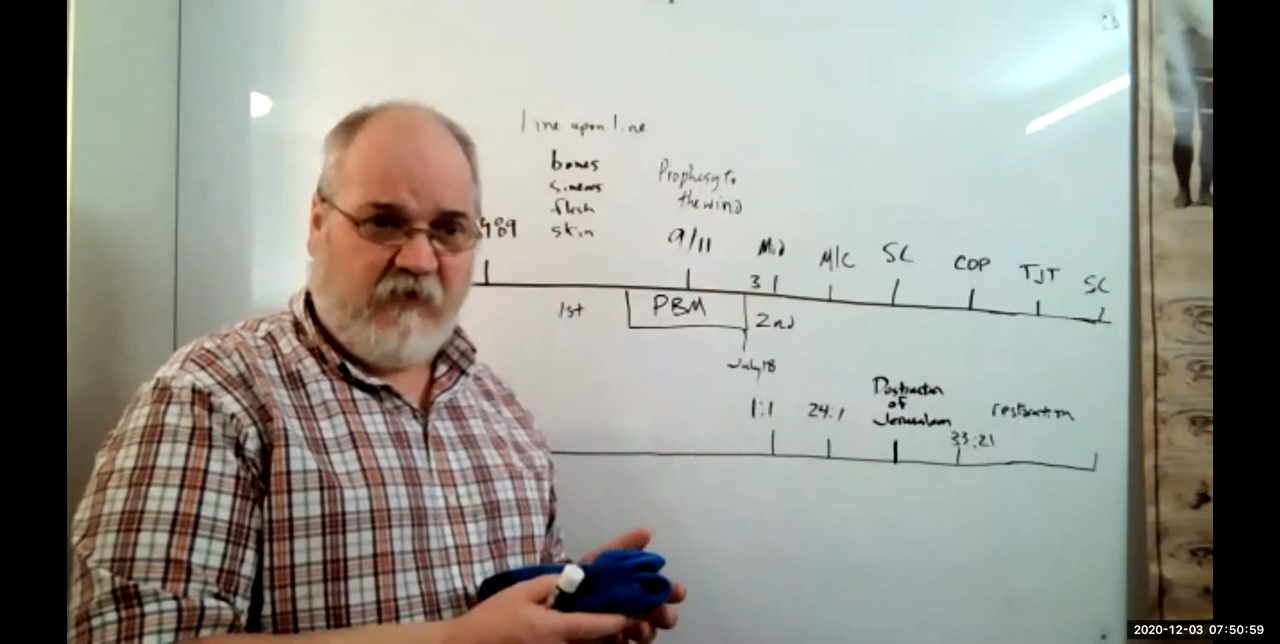 line upon line
bones
sinews
flesh
skin
Prophesy to
the wind
989
9/11
Mid
M/C
SL
COP
TJT
SL
3
1st
PBM
2nd
July 18
1:1
24:1
Destruction
of
Jerusalem
33:21
restoration
2020-12-03 07:50:59